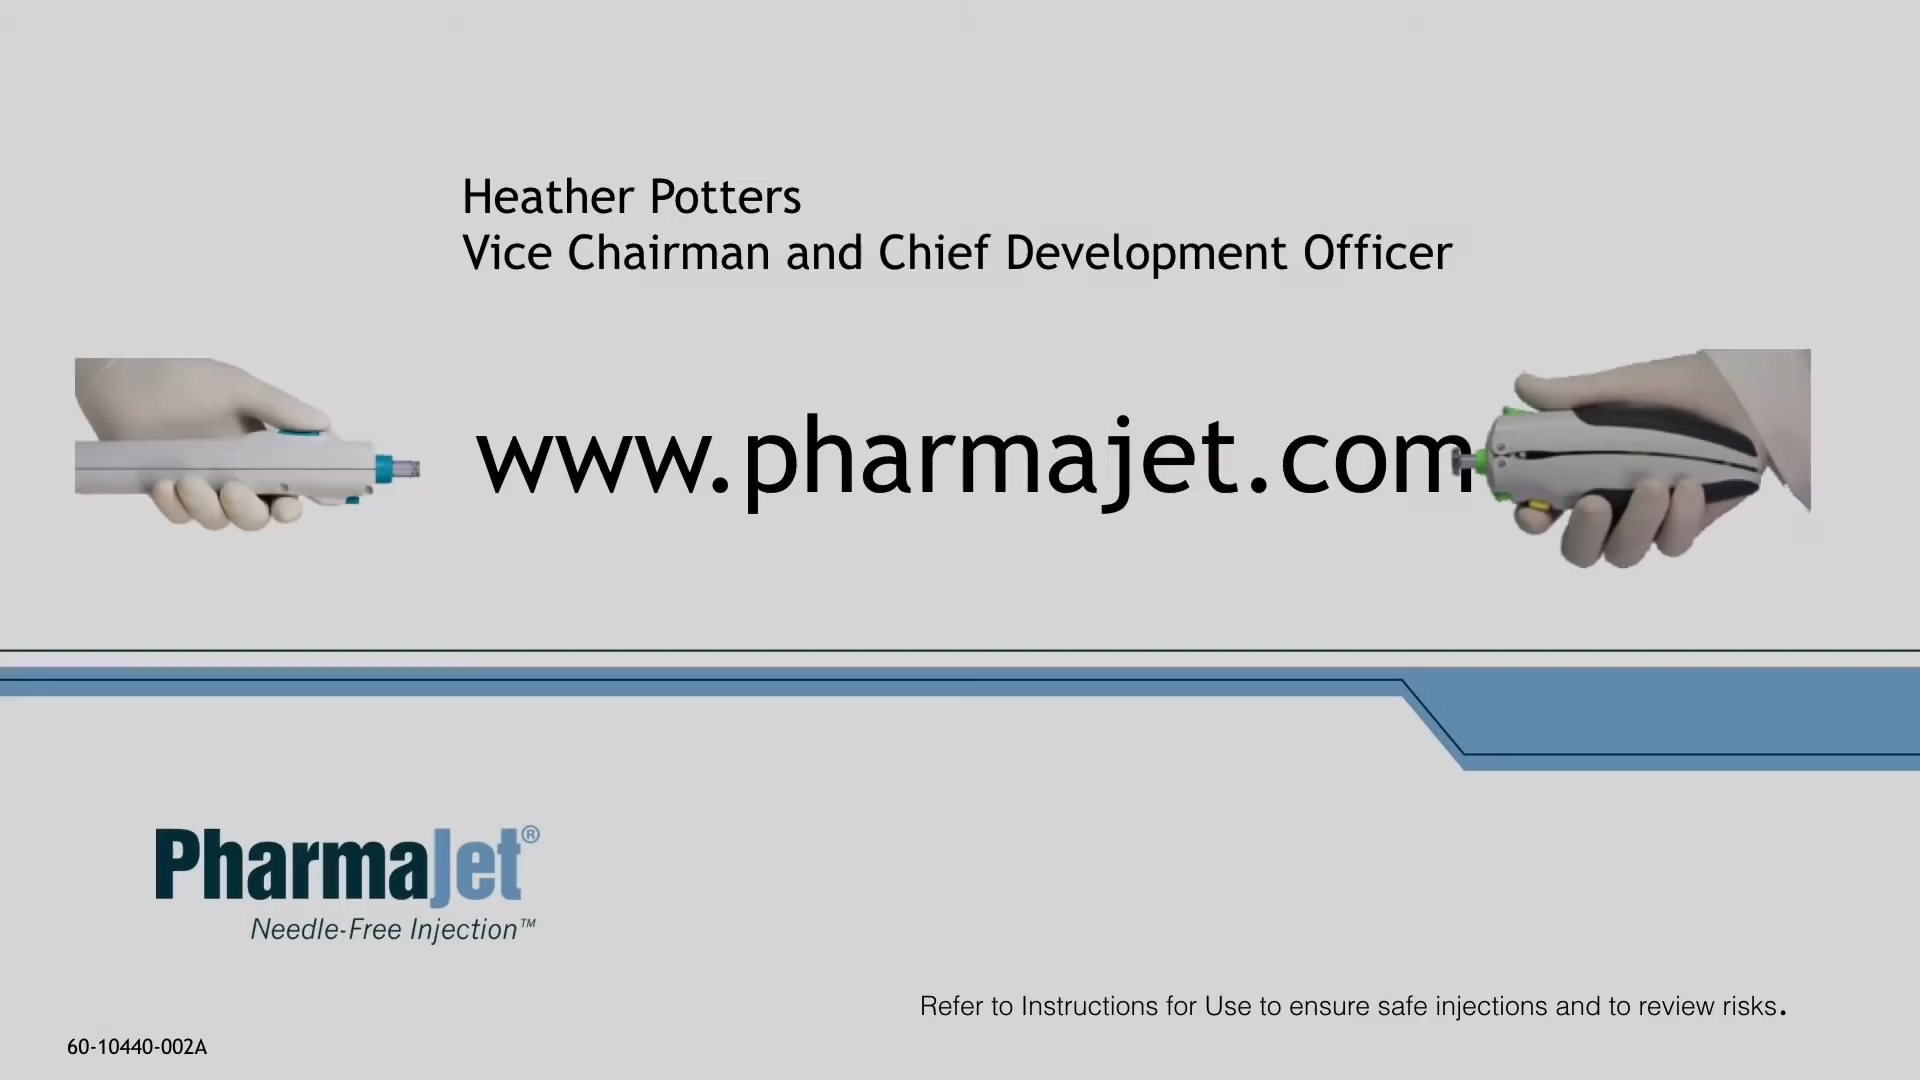 Heather Potters
Vice Chairman and Chief Development Officer
www.pharmajet.com
PharmaJet®
Needle-Free Injection™
Refer to Instructions for Use to ensure safe injections and to review risks.
60-10440-002A